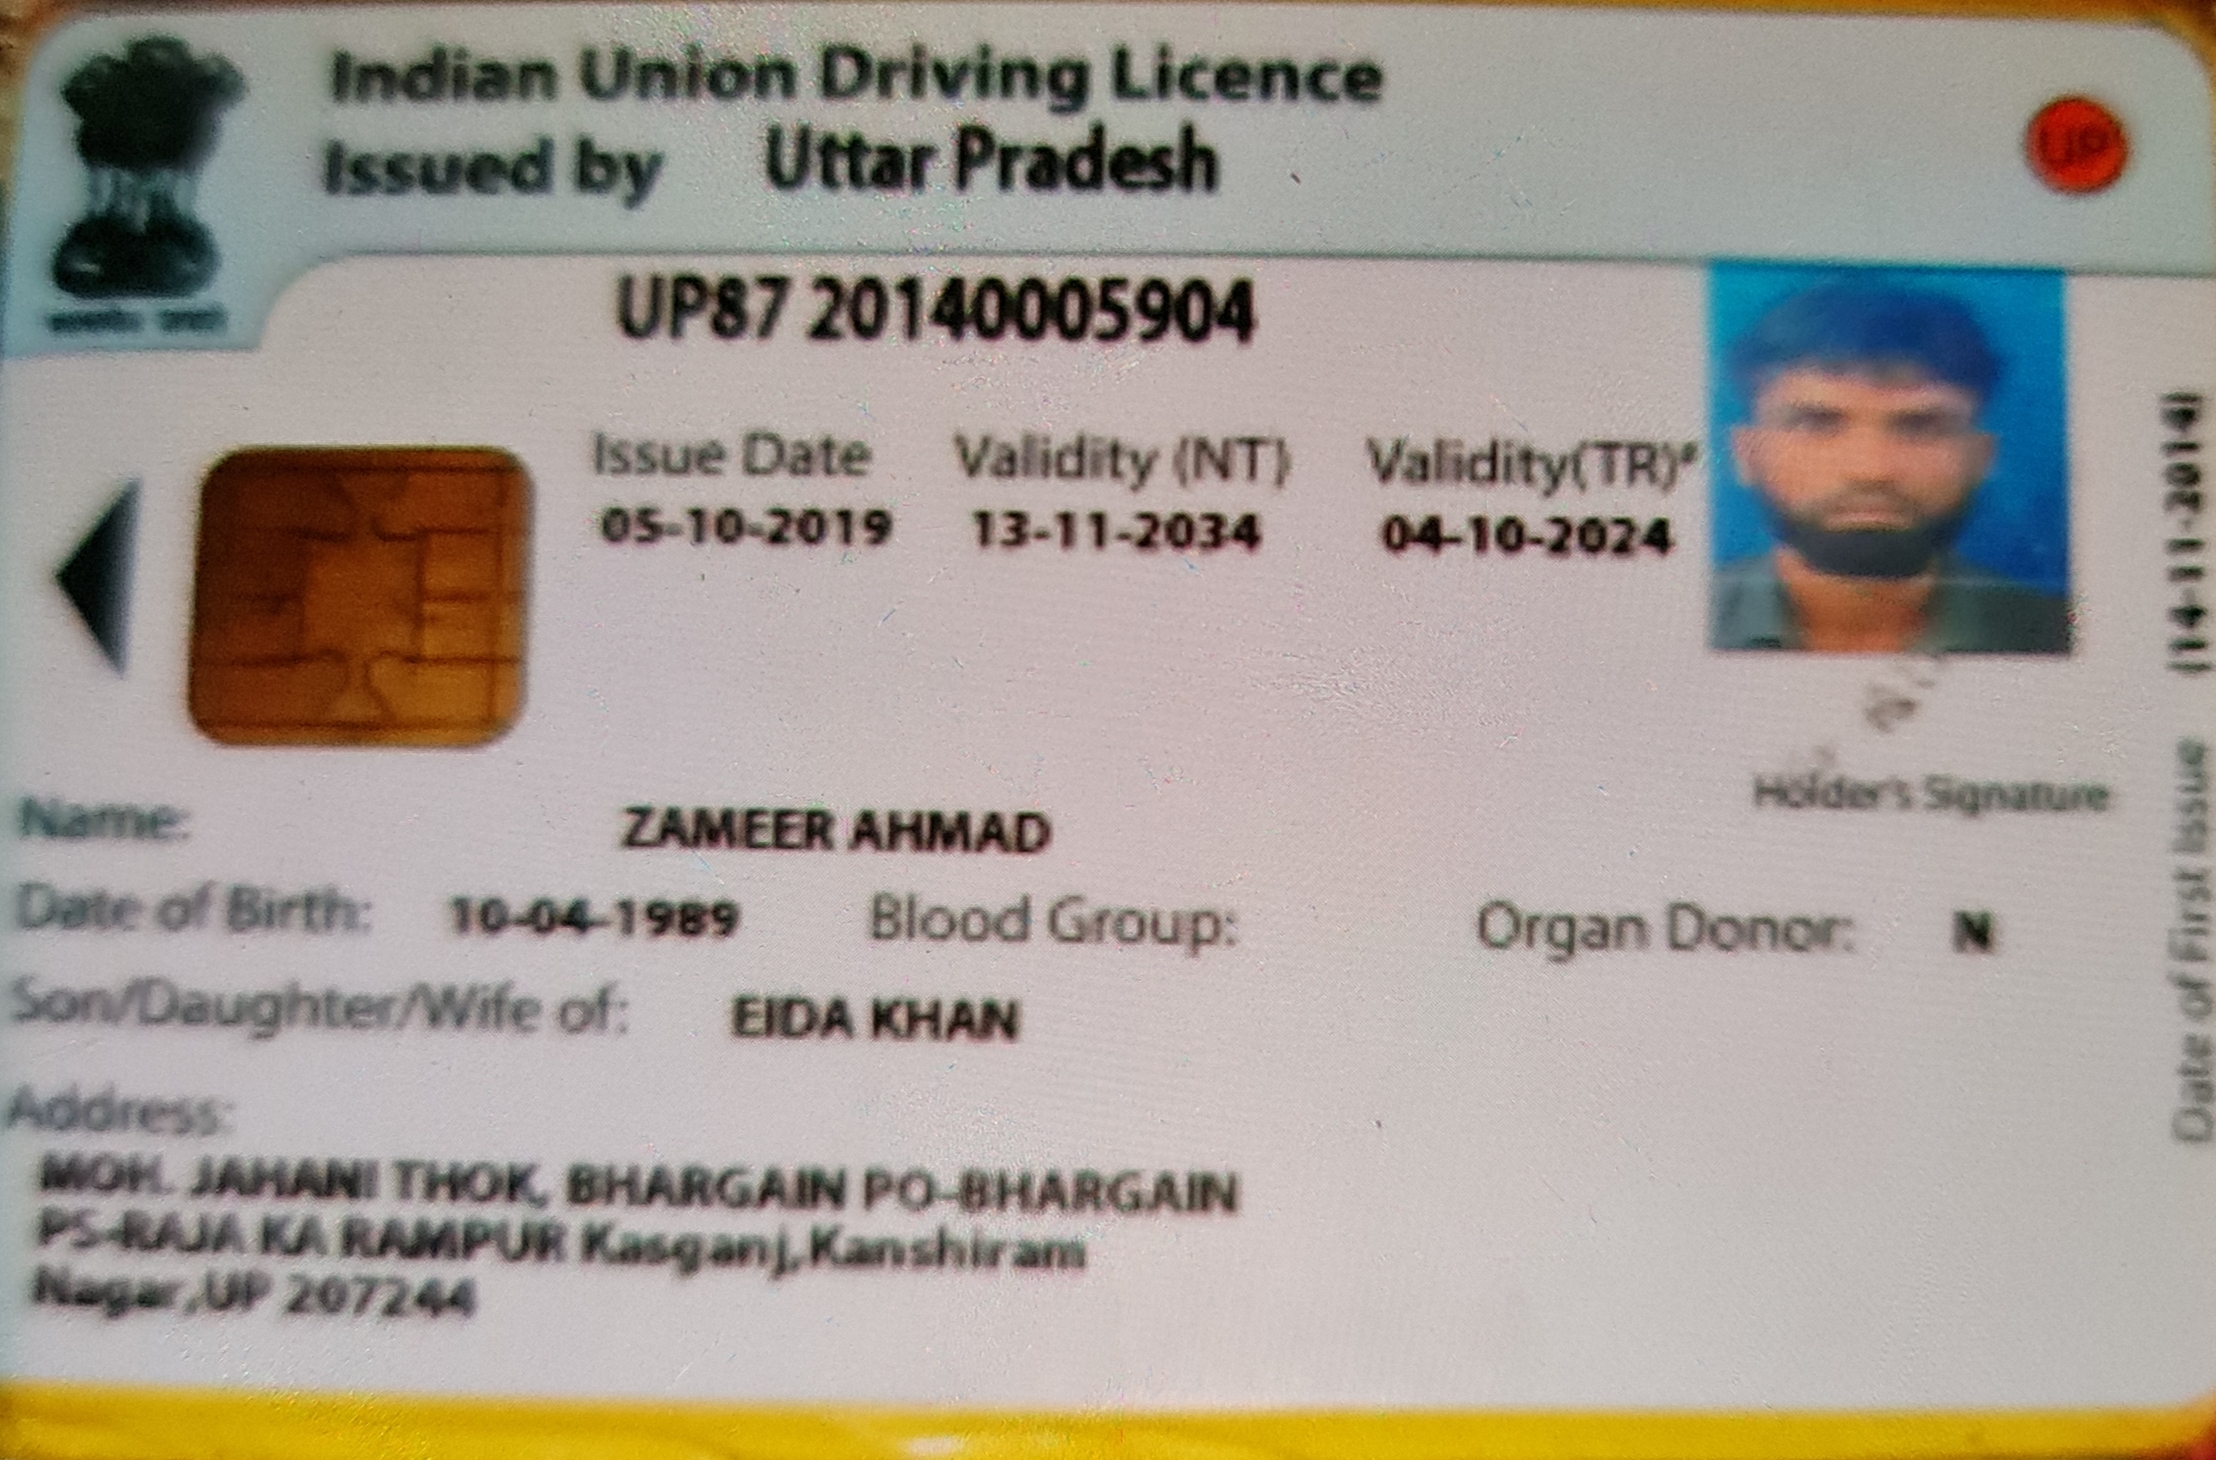 Indian Union Driving Licence
Issued by Uttar Pradesh
UP
UP87 20140005904
Issue Date Validity (NT) Validity(TR)*
05-10-2019 13-11-2034 04-10-2024
Holder's Signature
Date of First Issue (14-11-2014)
Name: ZAMEER AHMAD
Date of Birth: 10-04-1989 Blood Group: Organ Donor: N
Son/Daughter/Wife of: EIDA KHAN
Address:
MOH. JAHANI THOK, BHARGAIN PO-BHARGAIN
PS-RAJA KA RAMPUR Kasganj,Kanshiram
Nagar,UP 207244